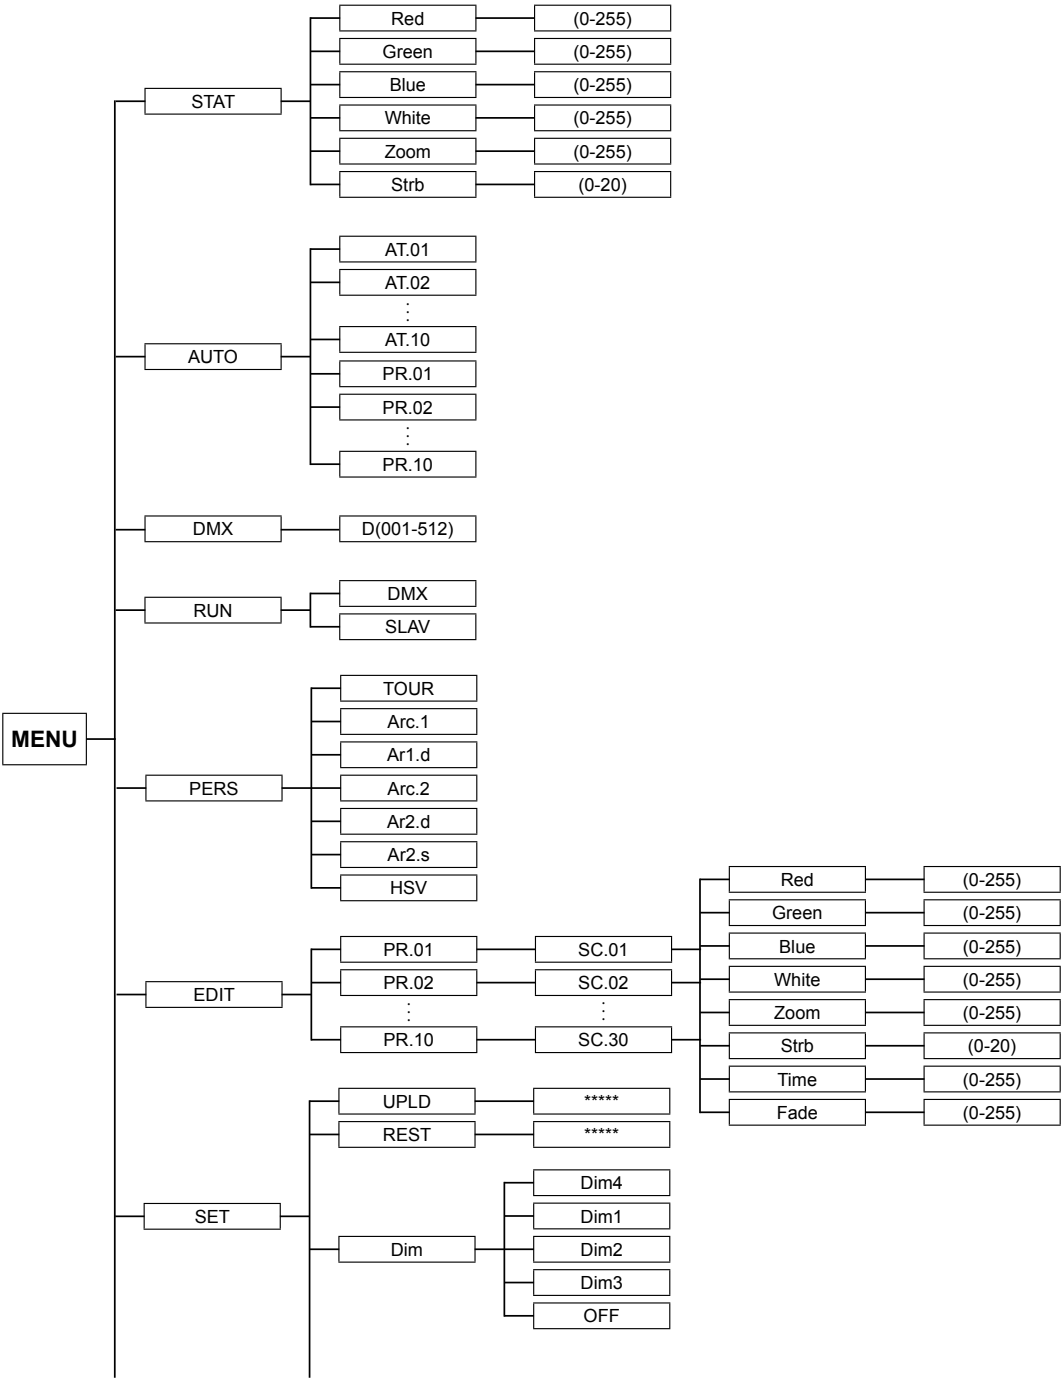 Red (0-255)
Green (0-255)
Blue (0-255)
STAT
White (0-255)
Zoom (0-255)
Strb (0-20)
AT.01
AT.02
AT.10
AUTO
PR.01
PR.02
PR.10
DMX D(001-512)
DMX
RUN
SLAV
TOUR
Arc.1
MENU
Ar1.d
PERS Arc.2
Ar2.d
Ar2.s
HSV
Red (0-255)
Green (0-255)
PR.01 SC.01 Blue (0-255)
EDIT PR.02 SC.02 White (0-255)
Zoom (0-255)
PR.10 SC.30 Strb (0-20)
Time (0-255)
Fade (0-255)
UPLD *****
REST *****
Dim4
SET Dim1
Dim Dim2
Dim3
OFF